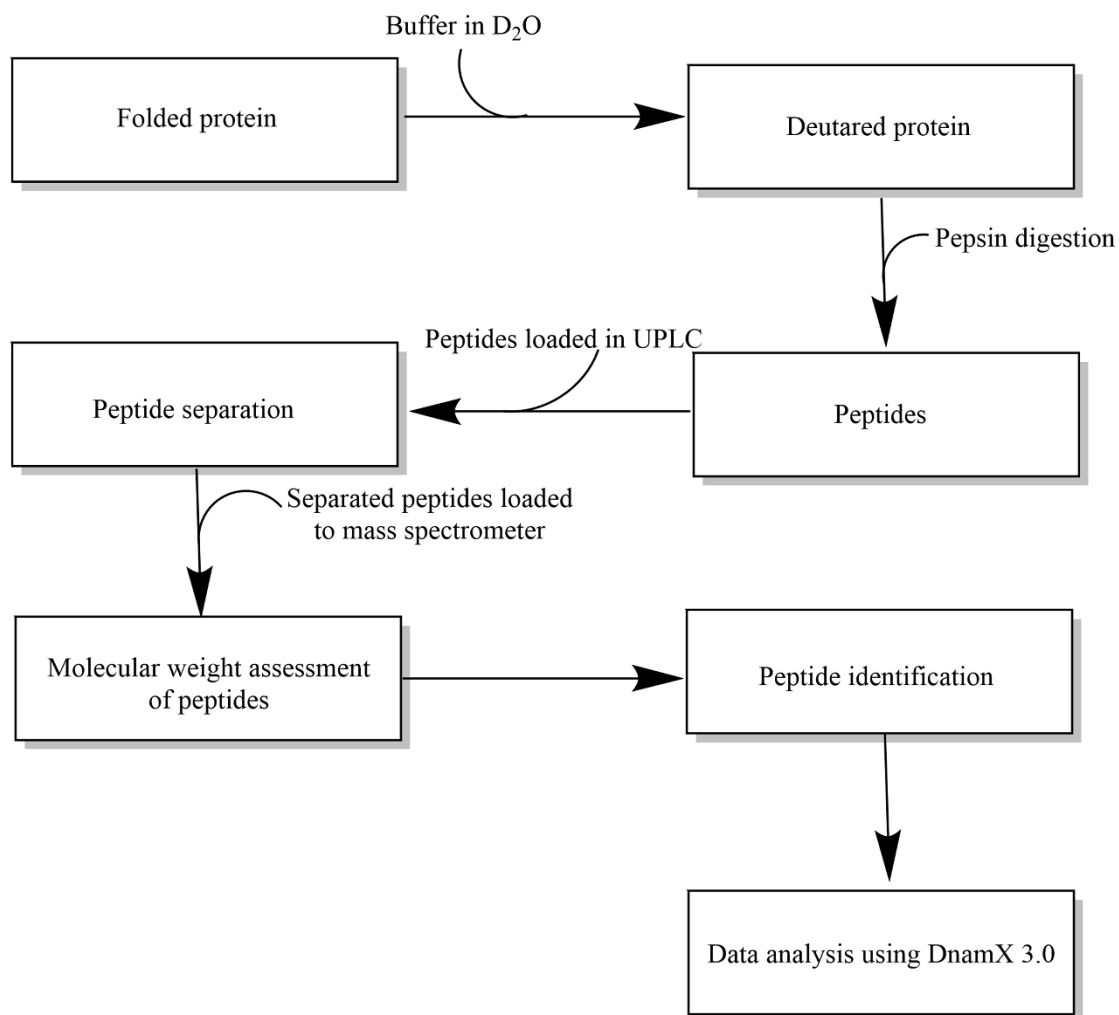 Buffer in D₂O
Folded protein
Deutared protein
Pepsin digestion
Peptides loaded in UPLC
Peptide separation
Peptides
Separated peptides loaded
to mass spectrometer
Molecular weight assessment
of peptides
Peptide identification
Data analysis using DnamX 3.0